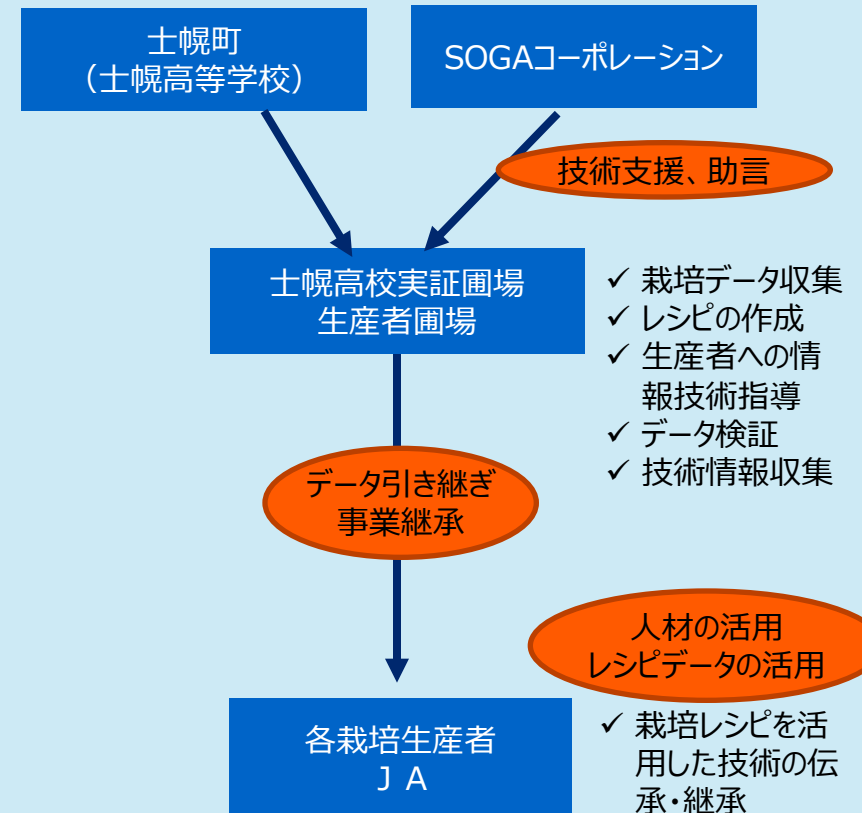 士幌町
（士幌高等学校）
SOGAコーポレーション
技術支援、助言
士幌高校実証圃場
生産者圃場
✓ 栽培データ収集
✓ レシピの作成
✓ 生産者への情
報技術指導
✓ データ検証
✓ 技術情報収集
データ引き継ぎ
事業継承
人材の活用
レシピデータの活用
各栽培生産者
ＪＡ
✓ 栽培レシピを活
用した技術の伝
承・継承